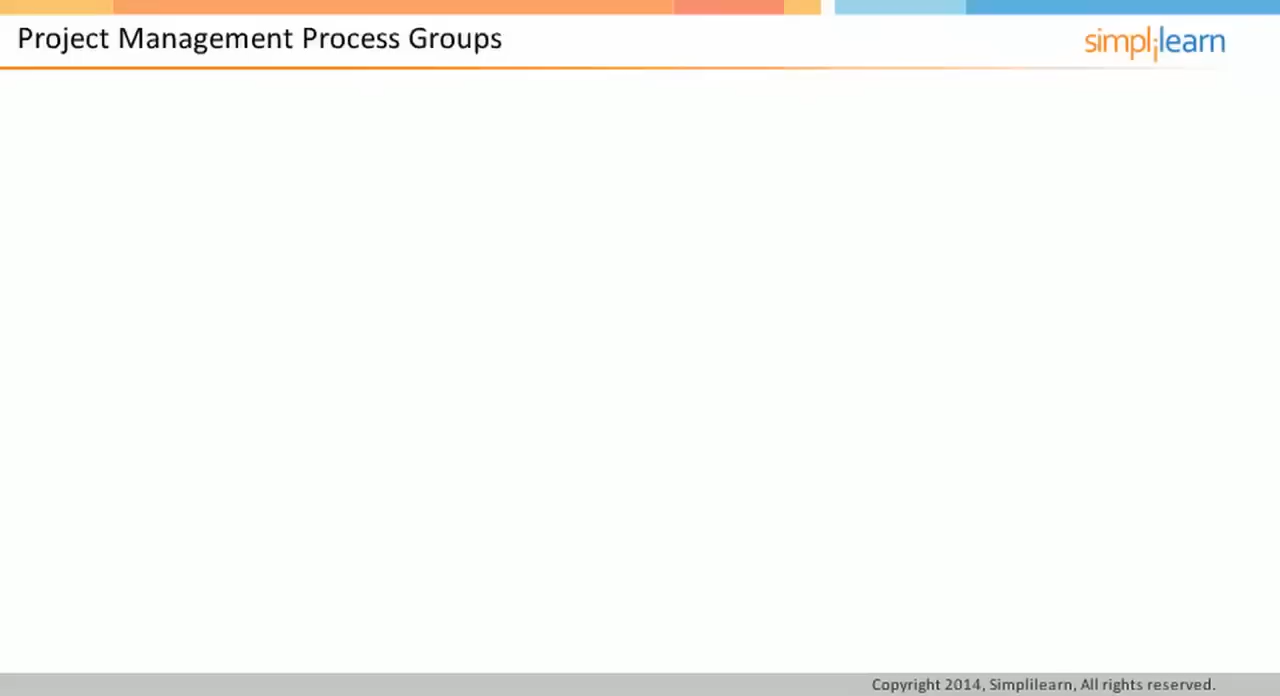 Project Management Process Groups
simplilearn
Copyright 2014, Simplilearn, All rights reserved.